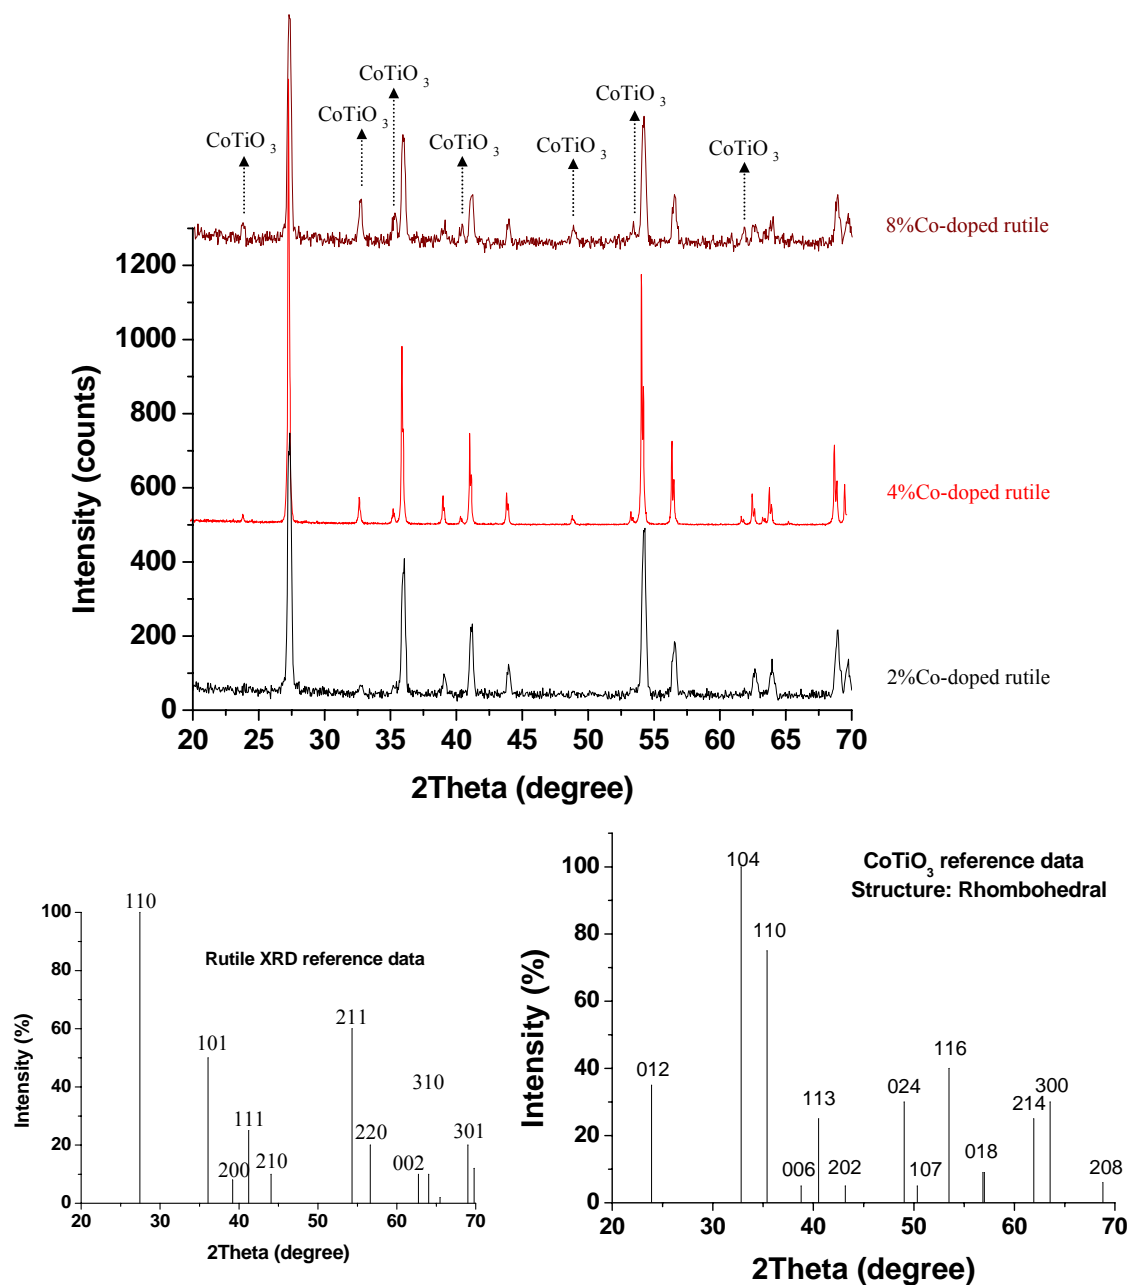 CoTiO3
CoTiO3
CoTiO3
CoTiO3
CoTiO3
CoTiO3
CoTiO3
8%Co-doped rutile
4%Co-doped rutile
2%Co-doped rutile
Intensity (counts)
1200
1000
800
600
400
200
0
20 25 30 35 40 45 50 55 60 65 70
2Theta (degree)
Rutile XRD reference data
Intensity (%)
100
80
60
40
20
0
110
101
200
111
210
211
220
002
310
301
20 30 40 50 60 70
2Theta (degree)
CoTiO3 reference data
Structure: Rhombohedral
Intensity (%)
100
80
60
40
20
0
012
104
110
006
113
202
024
107
116
018
214
300
208
20 30 40 50 60 70
2Theta (degree)